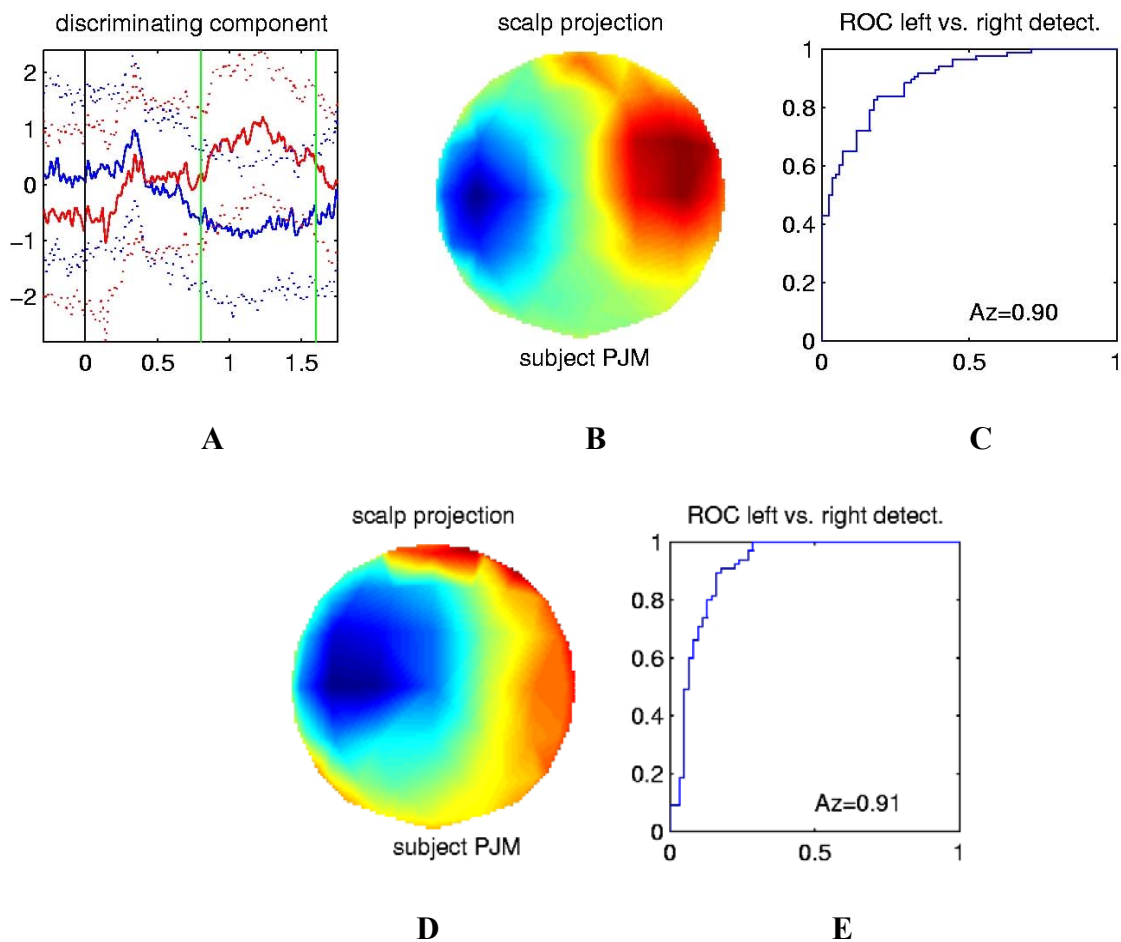 discriminating component
scalp projection
ROC left vs. right detect.
2
1
0
−1
−2
0
0.5
1
1.5
subject PJM
1
0.8
0.6
0.4
0.2
0
0
0.5
1
Az=0.90
A
B
C
scalp projection
ROC left vs. right detect.
subject PJM
1
0.8
0.6
0.4
0.2
0
0
0.5
1
Az=0.91
D
E